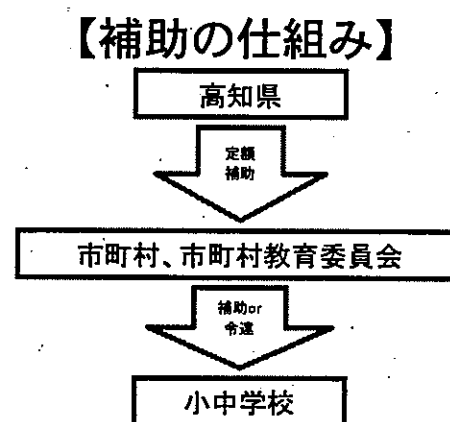 【補助の仕組み】
高知県
定額
補助
市町村、市町村教育委員会
補助or
令達
小中学校